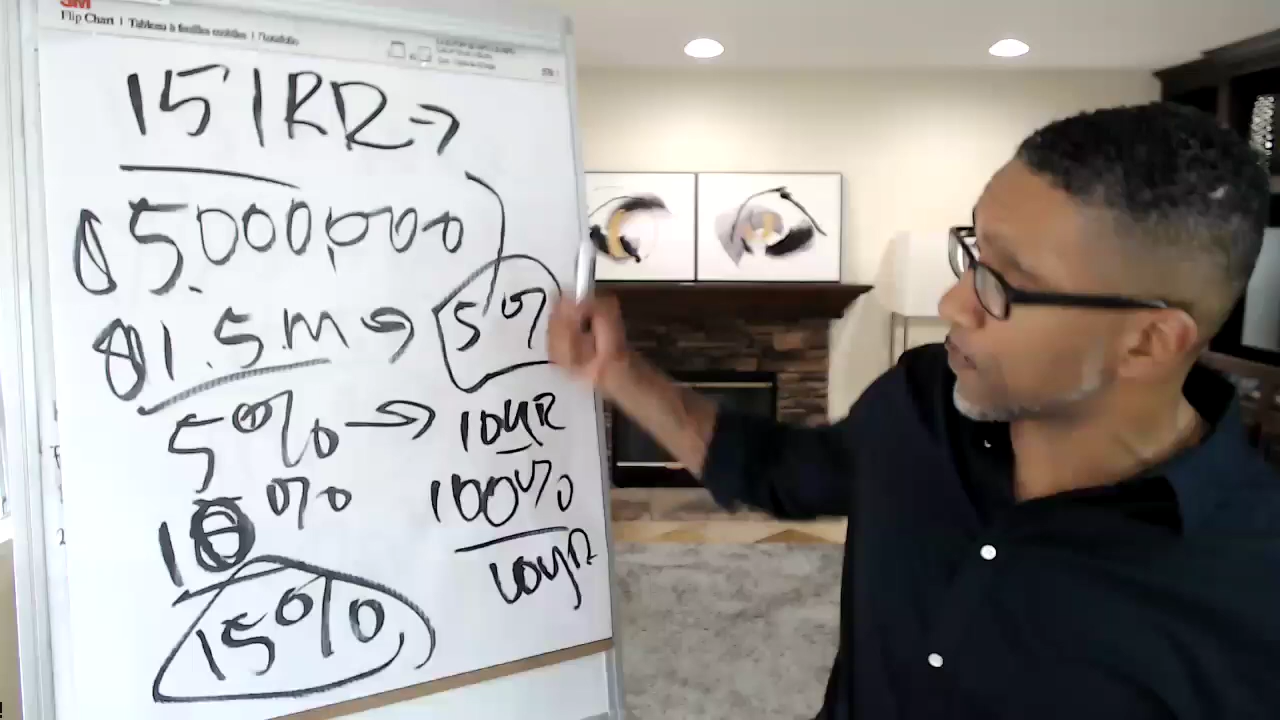 3M
Flip Chart | Tableau à feuilles mobiles | Rotafolio
15 IRR →
$5.000,000
$1.5M → 5%
5% → 10YR
10% 100%
15% 10YR